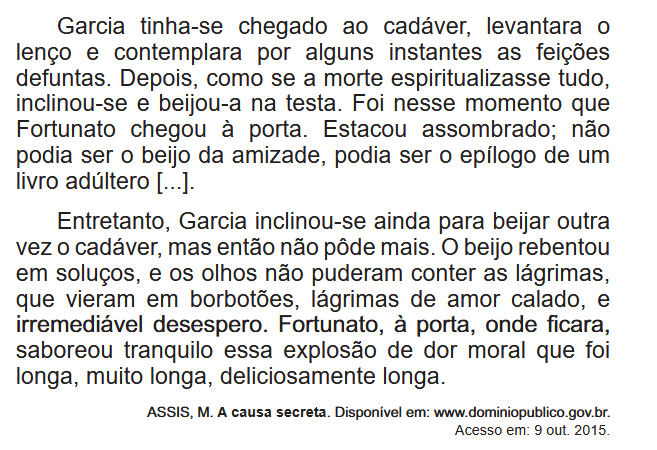 Garcia tinha-se chegado ao cadáver, levantara o
lenço e contemplara por alguns instantes as feições
defuntas. Depois, como se a morte espiritualizasse tudo,
inclinou-se e beijou-a na testa. Foi nesse momento que
Fortunato chegou à porta. Estacou assombrado; não
podia ser o beijo da amizade, podia ser o epílogo de um
livro adúltero [...].
Entretanto, Garcia inclinou-se ainda para beijar outra
vez o cadáver, mas então não pôde mais. O beijo rebentou
em soluços, e os olhos não puderam conter as lágrimas,
que vieram em borbotões, lágrimas de amor calado, e
irremediável desespero. Fortunato, à porta, onde ficara,
saboreou tranquilo essa explosão de dor moral que foi
longa, muito longa, deliciosamente longa.
ASSIS, M. A causa secreta. Disponível em: www.dominiopublico.gov.br.
Acesso em: 9 out. 2015.